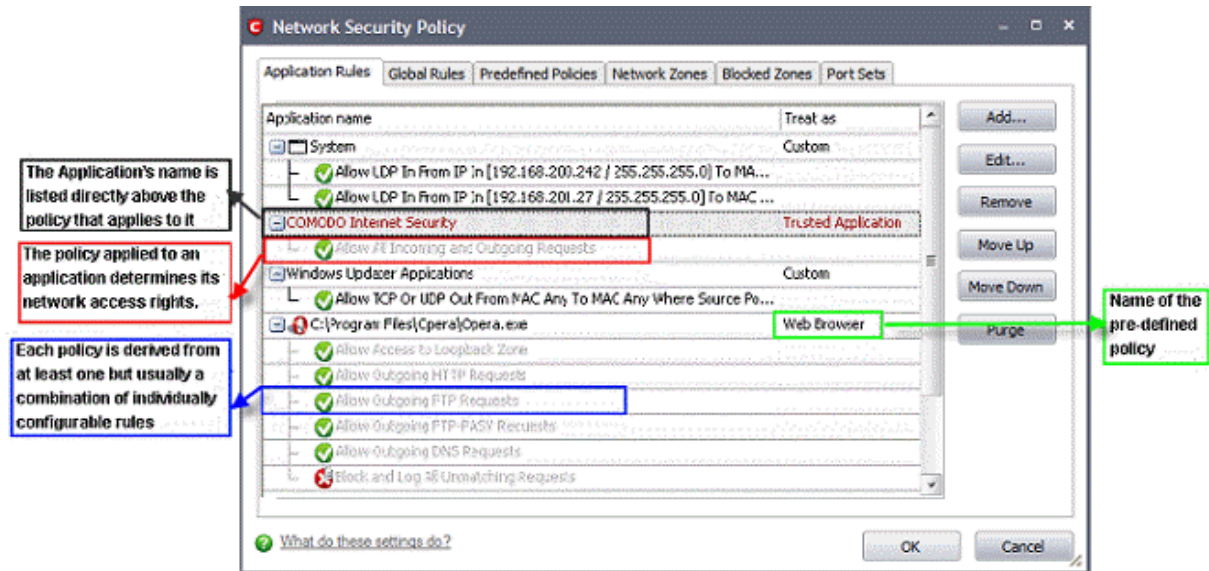 Network Security Policy
Application Rules Global Rules Predefined Policies Network Zones Blocked Zones Port Sets
Application name Treat as
System Custom
Allow UDP In From IP In [192.168.200.242 / 255.255.255.0] To MA...
Allow UDP In From IP In [192.168.201.27 / 255.255.255.0] To MAC ...
COMODO Internet Security Trusted Application
Allow All Incoming and Outgoing Requests
Windows Updater Applications Custom
Allow TCP Or UDP Out From MAC Any To MAC Any Where Source Po...
C:\Program Files\Opera\Opera.exe Web Browser
Allow Access to Loopback Zone
Allow Outgoing HTTP Requests
Allow Outgoing FTP Requests
Allow Outgoing FTP-PASV Requests
Allow Outgoing DNS Requests
Block and Log All Unmatching Requests
Add...
Edit...
Remove
Move Up
Move Down
Purge
What do these settings do?
OK
Cancel
The Application's name is
listed directly above the
policy that applies to it
The policy applied to an
application determines its
network access rights.
Each policy is derived from
at least one but usually a
combination of individually
configurable rules
Name of the
pre-defined
policy